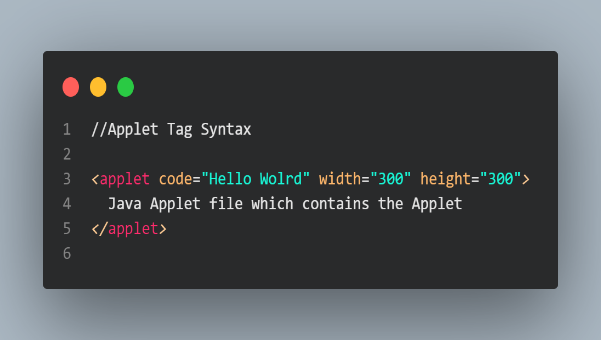 1 //Applet Tag Syntax
2
3 <applet code="Hello Wolrd" width="300" height="300">
4 Java Applet file which contains the Applet
5 </applet>
6